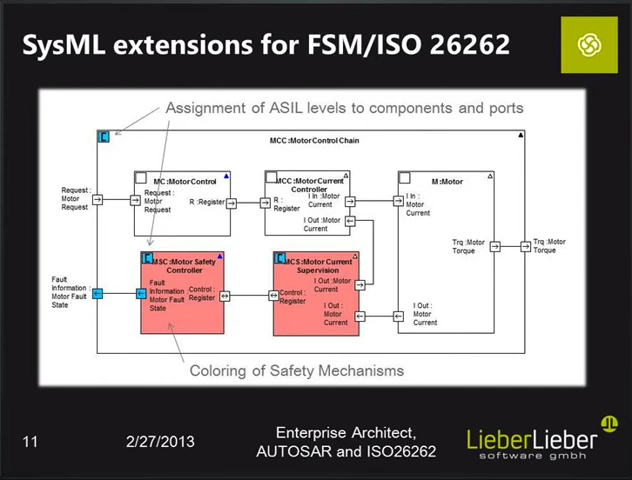 SysML extensions for FSM/ISO 26262
Assignment of ASIL levels to components and ports
MCC :MotorControl Chain
MC :MotorControl
Request :
Motor
Request
R :Register
MCC :MotorCurrent
Controller
R :
Register
I In :Motor
Current
I Out :Motor
Current
M:Motor
I In :
Motor
Current
Request :
Motor
Request
Trq :Motor
Torque
Trq :Motor
Torque
MSC :Motor Safety
Controller
Fault
Information :
Motor Fault
State
Control :
Register
MCS :Motor Current
Supervision
Control :
Register
I Out :Motor
Current
I Out :
Motor
Current
I Out :
Motor
Current
Fault
Information :
Motor Fault
State
Coloring of Safety Mechanisms
11
2/27/2013
Enterprise Architect,
AUTOSAR and ISO26262
LieberLieber
software gmbh